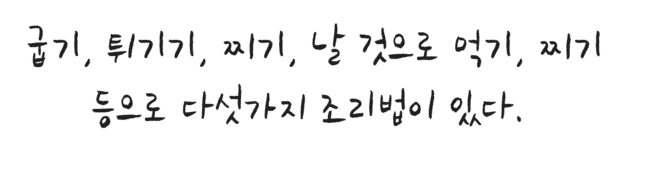 굽기, 튀기기, 찌기, 날 것으로 먹기, 찌기
등으로 다섯가지 조리법이 있다.